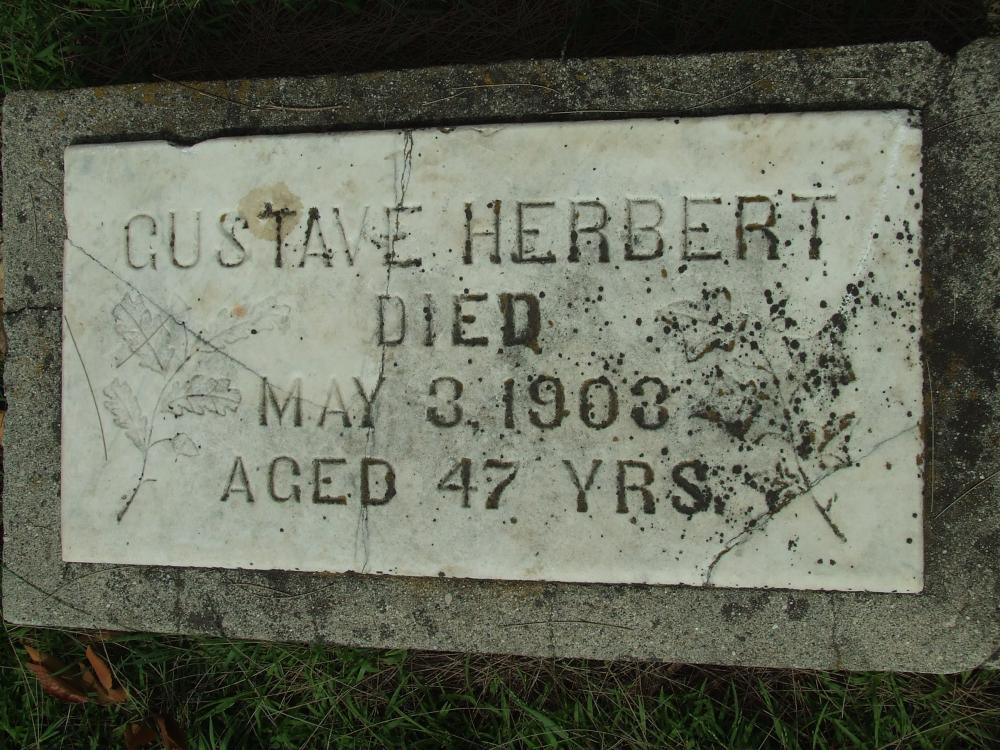 GUSTAVE HERBERT
DIED
MAY 3, 1903
AGED 47 YRS.